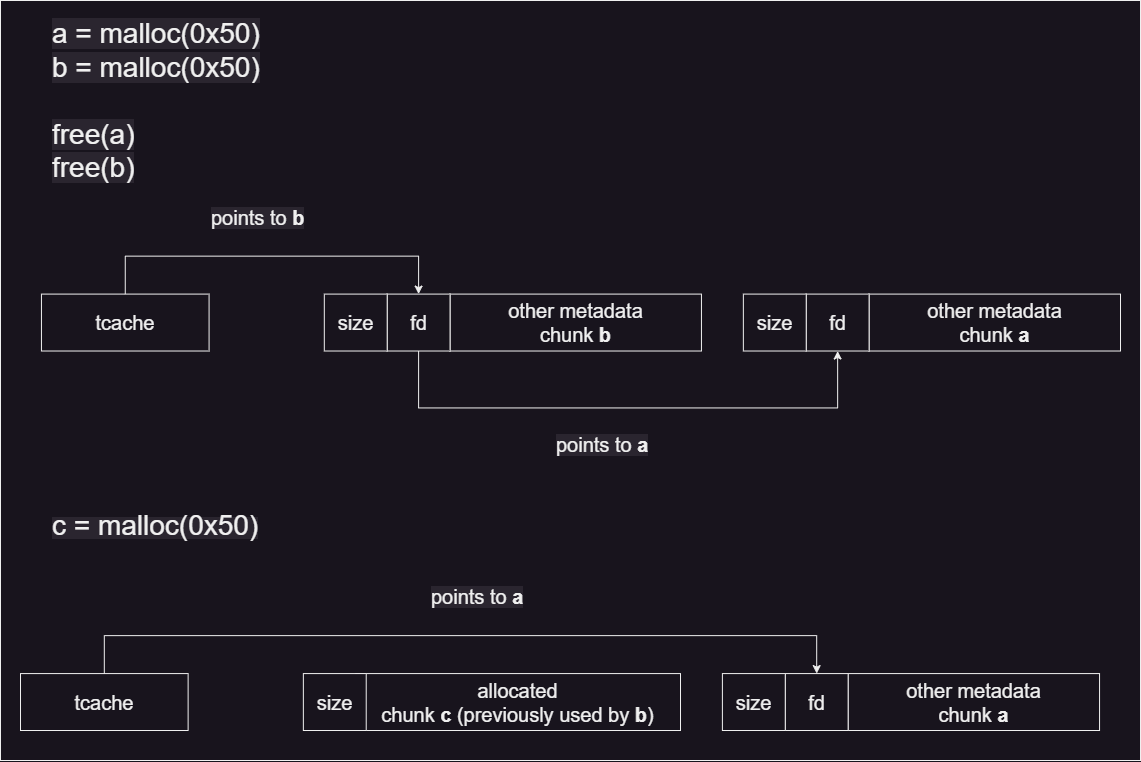 a = malloc(0x50)
b = malloc(0x50)
free(a)
free(b)
points to b
tcache
size
fd
other metadata
chunk b
size
fd
other metadata
chunk a
points to a
c = malloc(0x50)
points to a
tcache
size
allocated
chunk c (previously used by b)
size
fd
other metadata
chunk a